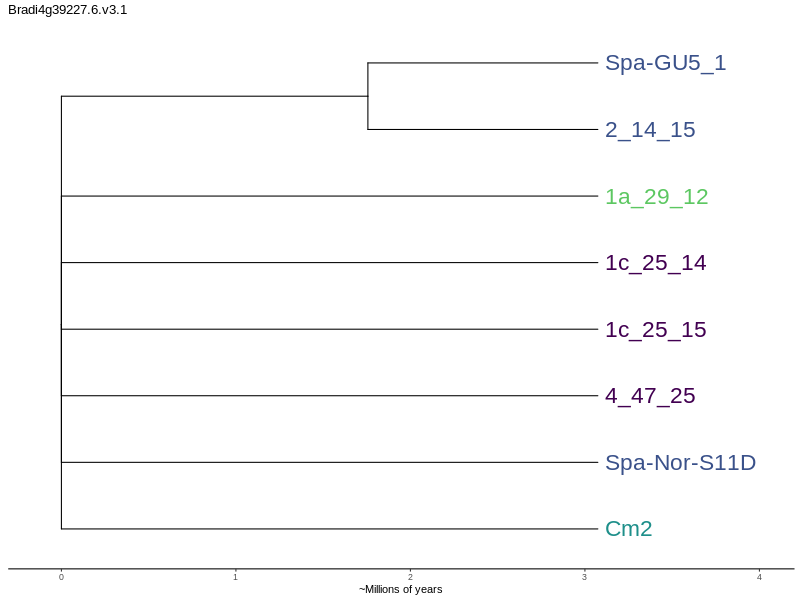 Bradi4g39227.6.v3.1
Spa-GU5_1
2_14_15
1a_29_12
1c_25_14
1c_25_15
4_47_25
Spa-Nor-S11D
Cm2
0 1 2 3 4
~Millions of years